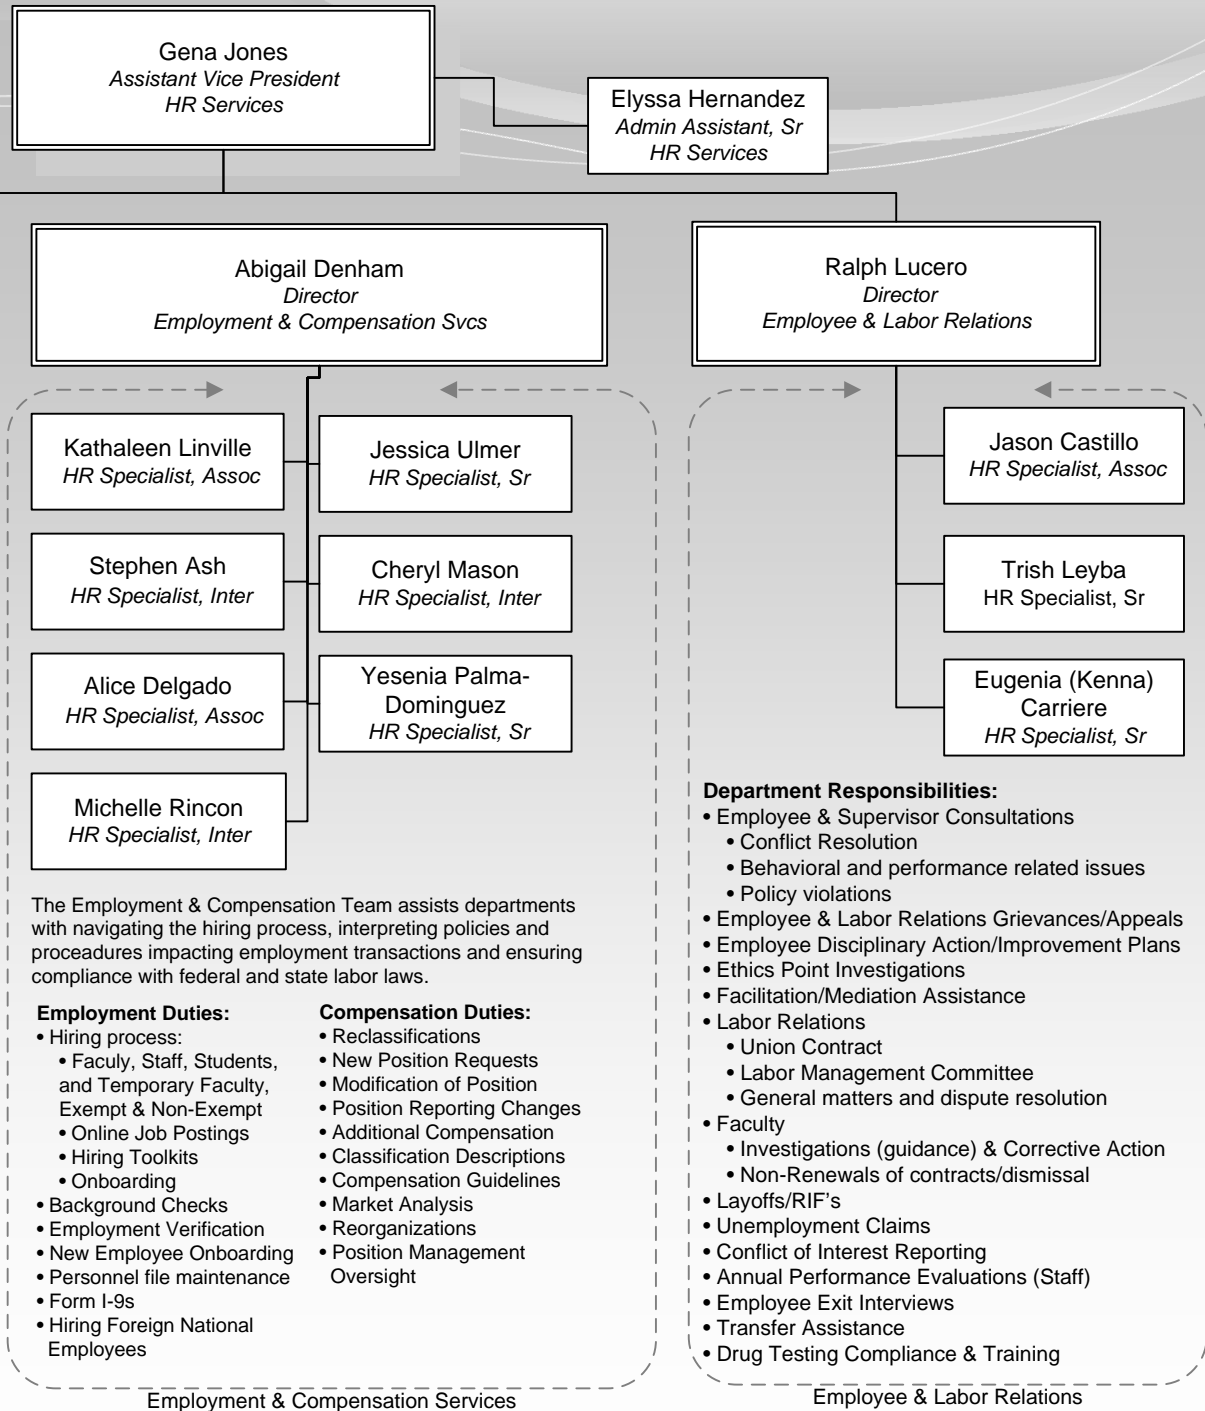 Gena Jones
Assistant Vice President
HR Services
Elyssa Hernandez
Admin Assistant, Sr
HR Services
Abigail Denham
Director
Employment & Compensation Svcs
Ralph Lucero
Director
Employee & Labor Relations
Kathaleen Linville
HR Specialist, Assoc
Jessica Ulmer
HR Specialist, Sr
Stephen Ash
HR Specialist, Inter
Cheryl Mason
HR Specialist, Inter
Alice Delgado
HR Specialist, Assoc
Yesenia Palma-
Dominguez
HR Specialist, Sr
Michelle Rincon
HR Specialist, Inter
The Employment & Compensation Team assists departments
with navigating the hiring process, interpreting policies and
proceadures impacting employment transactions and ensuring
compliance with federal and state labor laws.
Employment Duties:
• Hiring process:
• Faculy, Staff, Students,
and Temporary Faculty,
Exempt & Non-Exempt
• Online Job Postings
• Hiring Toolkits
• Onboarding
• Background Checks
• Employment Verification
• New Employee Onboarding
• Personnel file maintenance
• Form I-9s
• Hiring Foreign National
Employees
Compensation Duties:
• Reclassifications
• New Position Requests
• Modification of Position
• Position Reporting Changes
• Additional Compensation
• Classification Descriptions
• Compensation Guidelines
• Market Analysis
• Reorganizations
• Position Management
Oversight
Employment & Compensation Services
Jason Castillo
HR Specialist, Assoc
Trish Leyba
HR Specialist, Sr
Eugenia (Kenna)
Carriere
HR Specialist, Sr
Department Responsibilities:
• Employee & Supervisor Consultations
• Conflict Resolution
• Behavioral and performance related issues
• Policy violations
• Employee & Labor Relations Grievances/Appeals
• Employee Disciplinary Action/Improvement Plans
• Ethics Point Investigations
• Facilitation/Mediation Assistance
• Labor Relations
• Union Contract
• Labor Management Committee
• General matters and dispute resolution
• Faculty
• Investigations (guidance) & Corrective Action
• Non-Renewals of contracts/dismissal
• Layoffs/RIF's
• Unemployment Claims
• Conflict of Interest Reporting
• Annual Performance Evaluations (Staff)
• Employee Exit Interviews
• Transfer Assistance
• Drug Testing Compliance & Training
Employee & Labor Relations